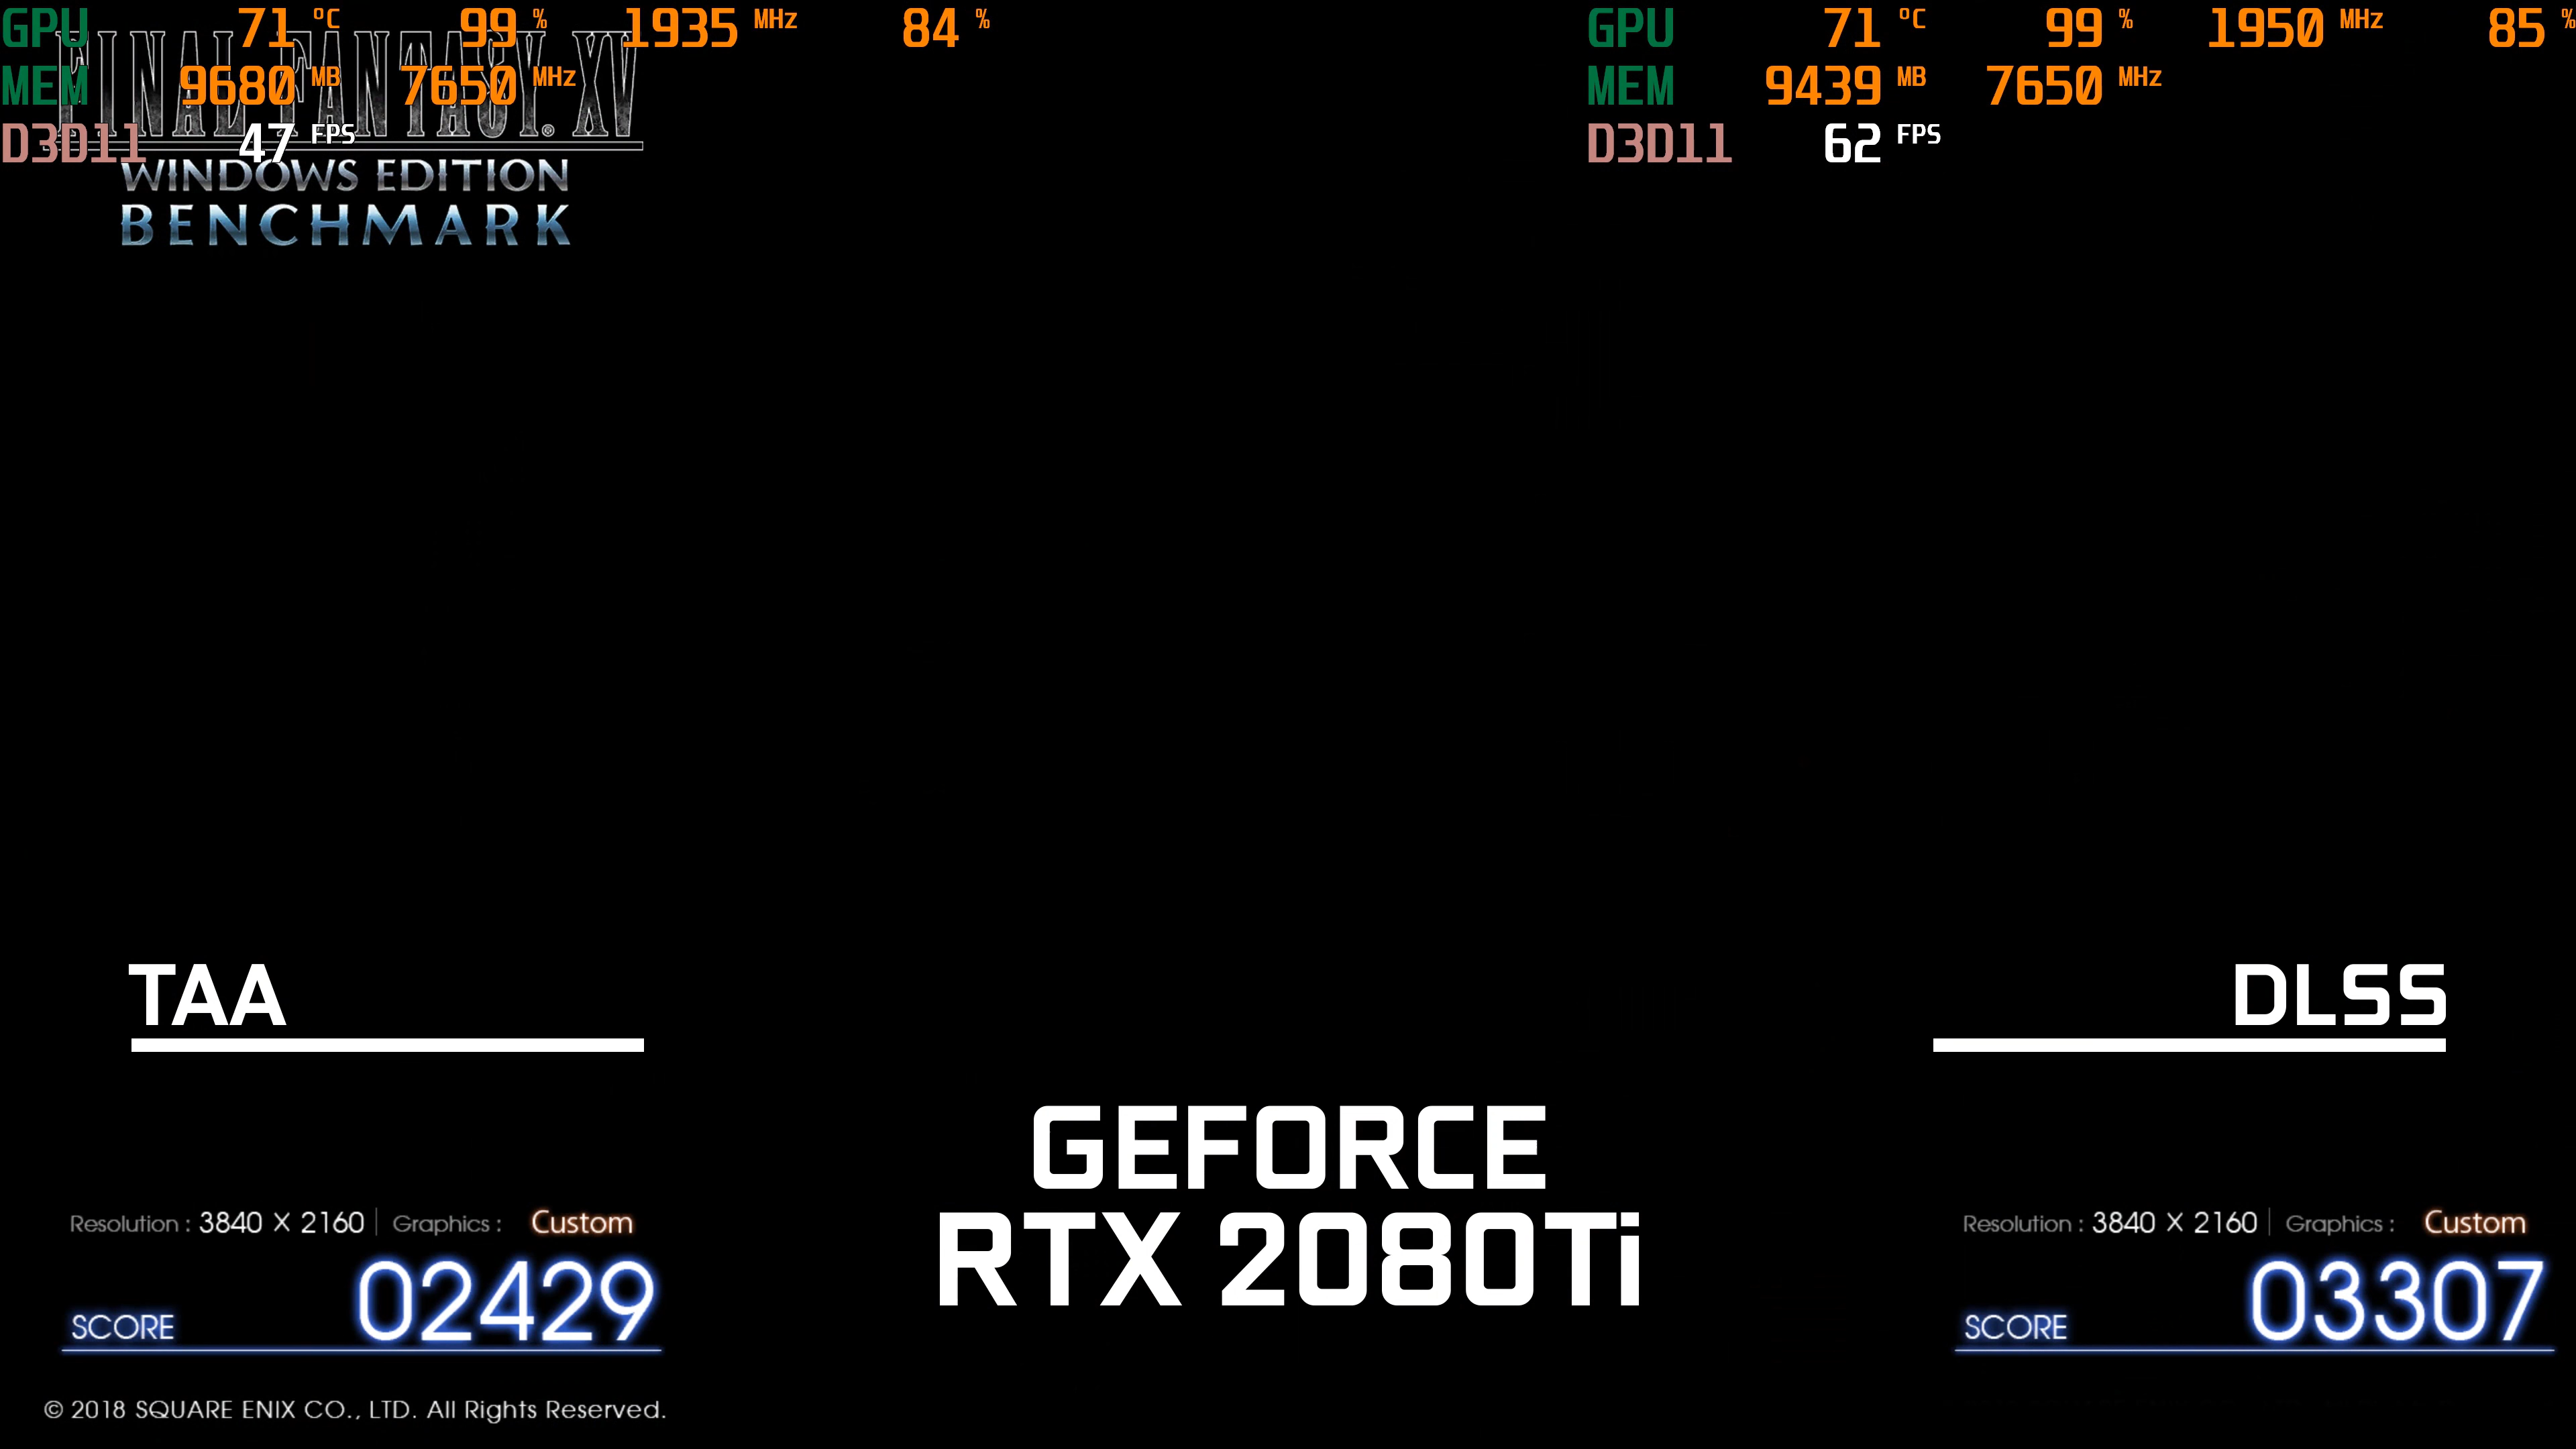 GPU 71 °C 99 % 1935 MHz 84 %
MEM 9680 MB 7650 MHz
D3D11 47 FPS
FINAL FANTASY® XV
WINDOWS EDITION
BENCHMARK
GPU 71 °C 99 % 1950 MHz 85 %
MEM 9439 MB 7650 MHz
D3D11 62 FPS
TAA
DLSS
GEFORCE
RTX 2080Ti
Resolution : 3840 X 2160 | Graphics : Custom
SCORE 02429
© 2018 SQUARE ENIX CO., LTD. All Rights Reserved.
Resolution : 3840 X 2160 | Graphics : Custom
SCORE 03307